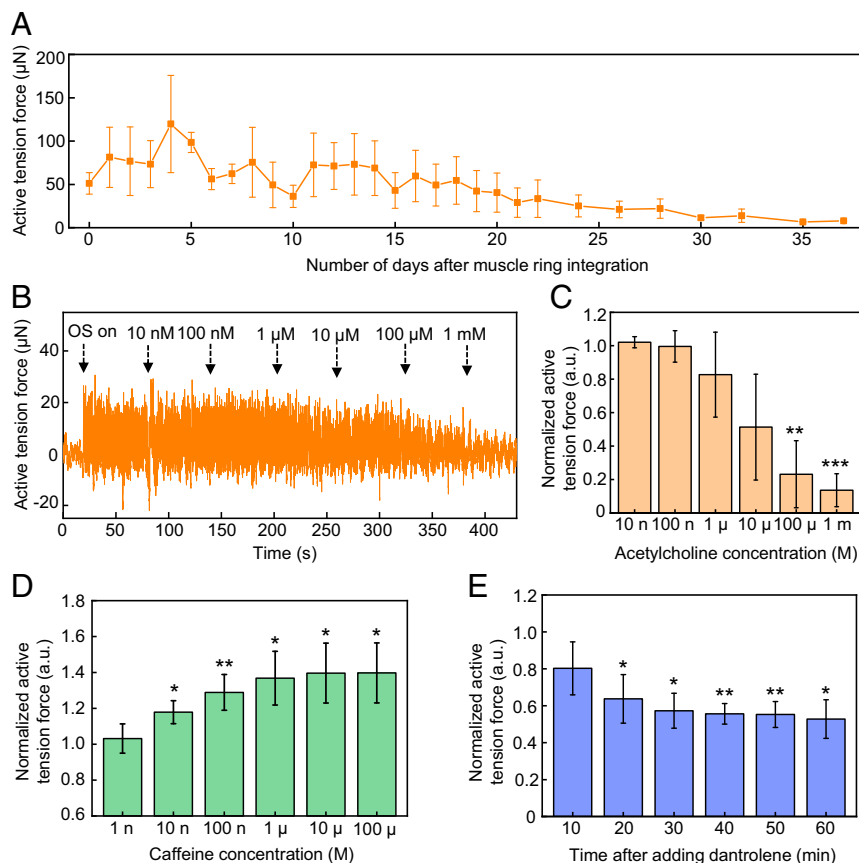 A
Active tension force (µN)
200
150
100
50
0
0 5 10 15 20 25 30 35
Number of days after muscle ring integration
B
Active tension force (µN)
40
20
0
-20
OS on 10 nM 100 nM 1 µM 10 µM 100 µM 1 mM
0 50 100 150 200 250 300 350 400
Time (s)
C
Normalized active
tension force (a.u.)
1.2
1.0
0.8
0.6
0.4
0.2
0
**
***
10 n 100 n 1 µ 10 µ 100 µ 1 m
Acetylcholine concentration (M)
D
Normalized active
tension force (a.u.)
1.8
1.6
1.4
1.2
1.0
0.6
* ** * * *
1 n 10 n 100 n 1 µ 10 µ 100 µ
Caffeine concentration (M)
E
Normalized active
tension force (a.u.)
1.2
1.0
0.8
0.6
0.4
0.2
0
* * ** ** *
10 20 30 40 50 60
Time after adding dantrolene (min)